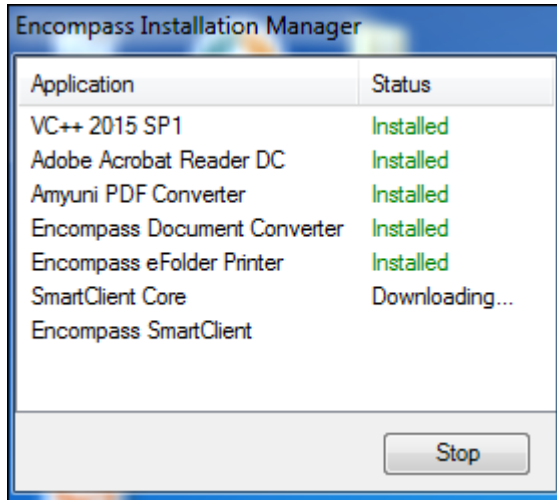 Encompass Installation Manager
Application Status
VC++ 2015 SP1 Installed
Adobe Acrobat Reader DC Installed
Amyuni PDF Converter Installed
Encompass Document Converter Installed
Encompass eFolder Printer Installed
SmartClient Core Downloading...
Encompass SmartClient
Stop